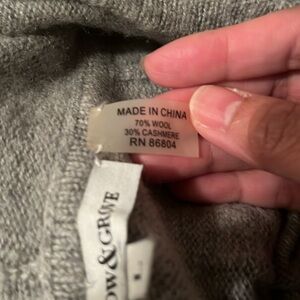 MADE IN CHINA
70% WOOL
30% CASHMERE
RN 86804
OW&GROVE